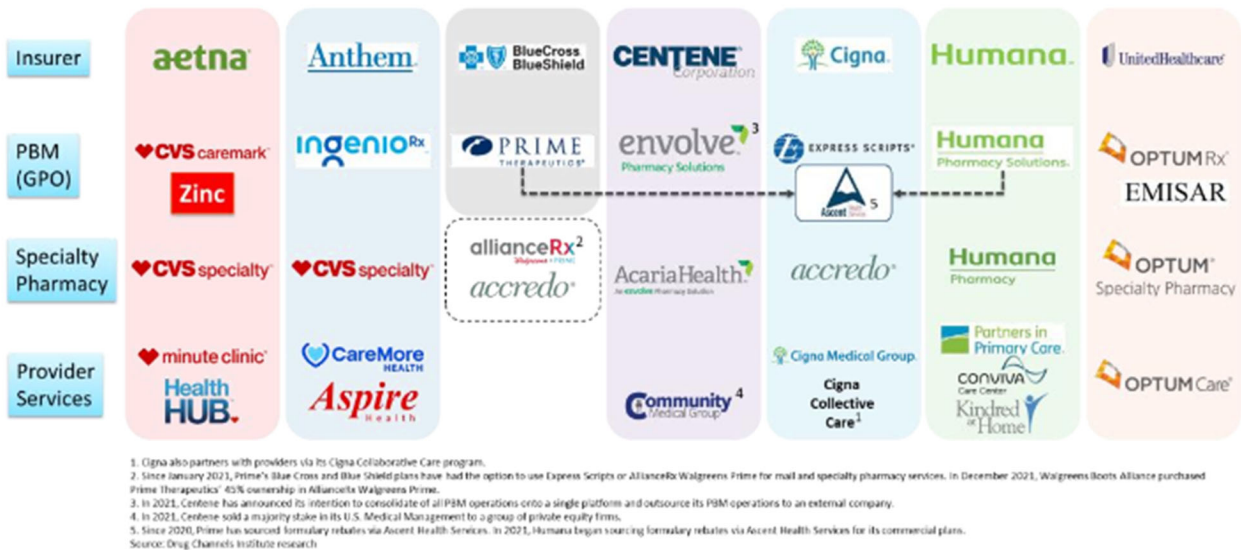 Insurer
aetna
Anthem
BlueCross
BlueShield
CENTENE
Corporation
Cigna
Humana
UnitedHealthcare
PBM
(GPO)
CVS caremark
Zinc
ingenioRx
PRIME
THERAPEUTICS
envolve 3
Pharmacy Solutions
EXPRESS SCRIPTS
Ascent 5
Humana
Pharmacy Solutions
OPTUMRx
EMISAR
Specialty
Pharmacy
CVS specialty
CVS specialty
allianceRx 2
accredo
AcariaHealth
An envolve Pharmacy Solution
accredo
Humana
Pharmacy
OPTUM
Specialty Pharmacy
Provider
Services
minute clinic
Health
HUB
CareMore
HEALTH
Aspire
Health
Community 4
Medical Group
Cigna Medical Group
Cigna
Collective
Care1
Partners in
Primary Care
CONVIVA
Care Center
Kindred
at Home
OPTUM Care
1. Cigna also partners with providers via its Cigna Collaborative Care program.
2. Since January 2021, Prime's Blue Cross and Blue Shield plans have had the option to use Express Scripts or AllianceRx Walgreens Prime for mail and specialty pharmacy services. In December 2021, Walgreens Boots Alliance purchased
Prime Therapeutics' 45% ownership in AllianceRx Walgreens Prime.
3. In 2021, Centene has announced its intention to consolidate of all PBM operations onto a single platform and outsource its PBM operations to an external company.
4. In 2021, Centene sold a majority stake in its U.S. Medical Management to a group of private equity firms.
5. Since 2020, Prime has sourced formulary rebates via Ascent Health Services. In 2021, Humana began sourcing formulary rebates via Ascent Health Services for its commercial plans.
Source: Drug Channels Institute research